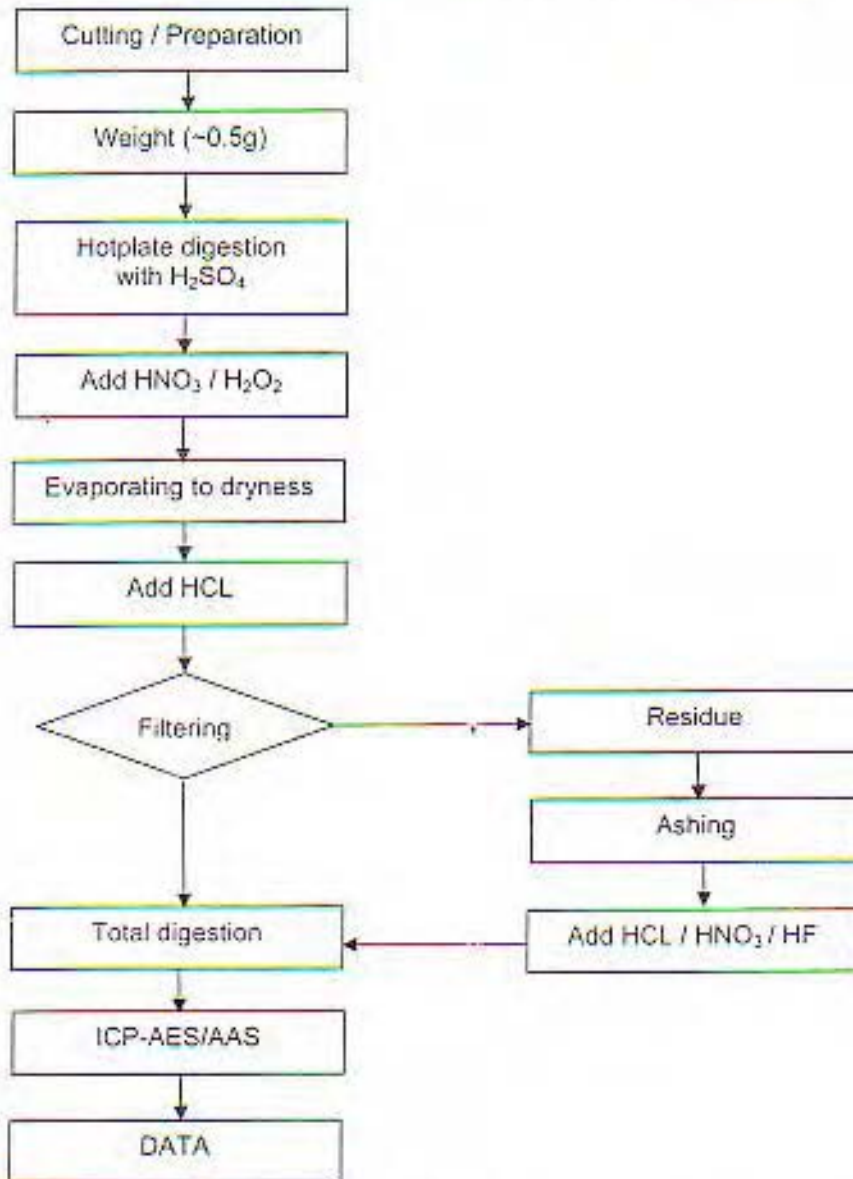 Cutting / Preparation
Weight (~0.5g)
Hotplate digestion
with H₂SO₄
Add HNO₃ / H₂O₂
Evaporating to dryness
Add HCL
Filtering
Residue
Ashing
Add HCL / HNO₃ / HF
Total digestion
ICP-AES/AAS
DATA